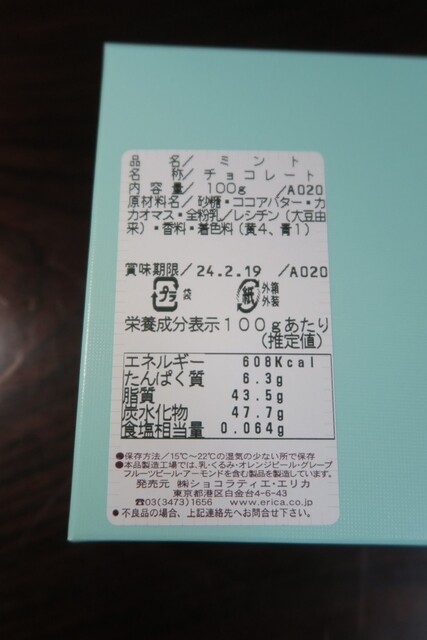 品名／ミント
名称／チョコレート
内容量／100g /A020
原材料名／砂糖・ココアバター・カ
カオマス・全粉乳／レシチン（大豆由
来）・香料・着色料（黄4、青1）
賞味期限／24.2.19 /A020
プラ 袋 紙 外箱
外装
栄養成分表示100gあたり
(推定値)
エネルギー 608Kcal
たんぱく質 6.3g
脂質 43.5g
炭水化物 47.7g
食塩相当量 0.064g
●保存方法／15℃〜22℃の湿気の少ない所で保存
●本品製造工場では、乳・くるみ・オレンジピール・グレープ
フルーツピール・アーモンドを含む製品を製造しています。
発売元 ㈱ショコラティエ・エリカ
東京都港区白金台4-6-43
☎03(3473)1656 www.erica.co.jp
●不良品の場合、上記連絡先へお問合せ下さい。